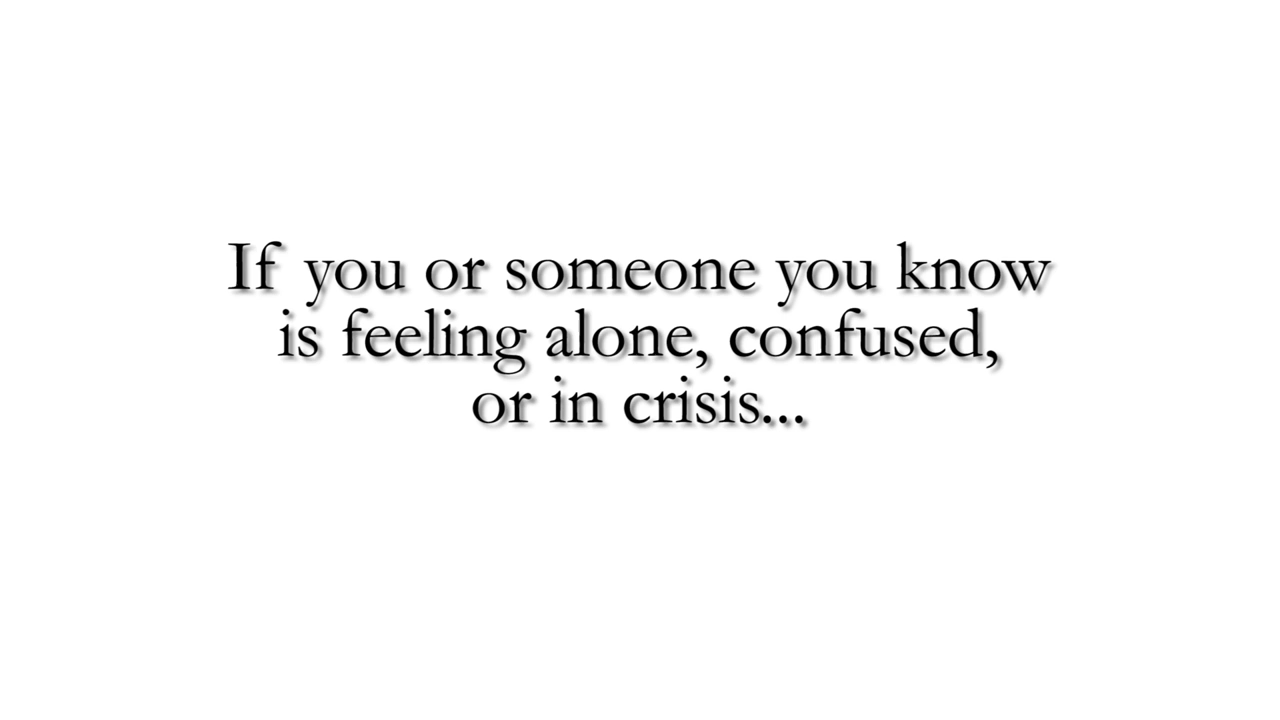 If you or someone you know
is feeling alone, confused,
or in crisis...